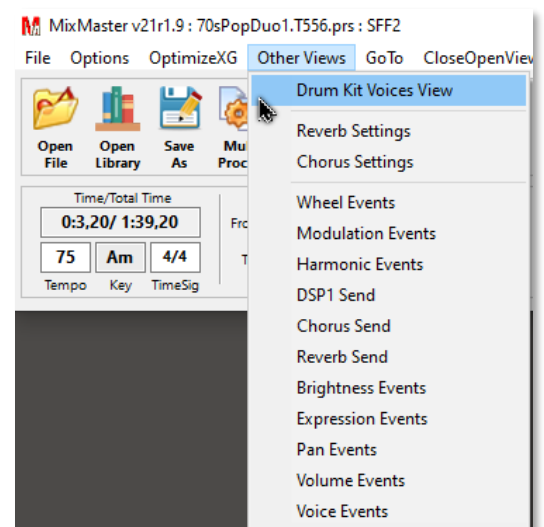 MixMaster v21r1.9 : 70sPopDuo1.T556.prs : SFF2
File Options OptimizeXG Other Views GoTo CloseOpenView
Drum Kit Voices View
Reverb Settings
Chorus Settings
Wheel Events
Modulation Events
Harmonic Events
DSP1 Send
Chorus Send
Reverb Send
Brightness Events
Expression Events
Pan Events
Volume Events
Voice Events
Open File
Open Library
Save As
Time/Total Time
0:3,20/ 1:39,20
75 Am 4/4
Tempo Key TimeSig